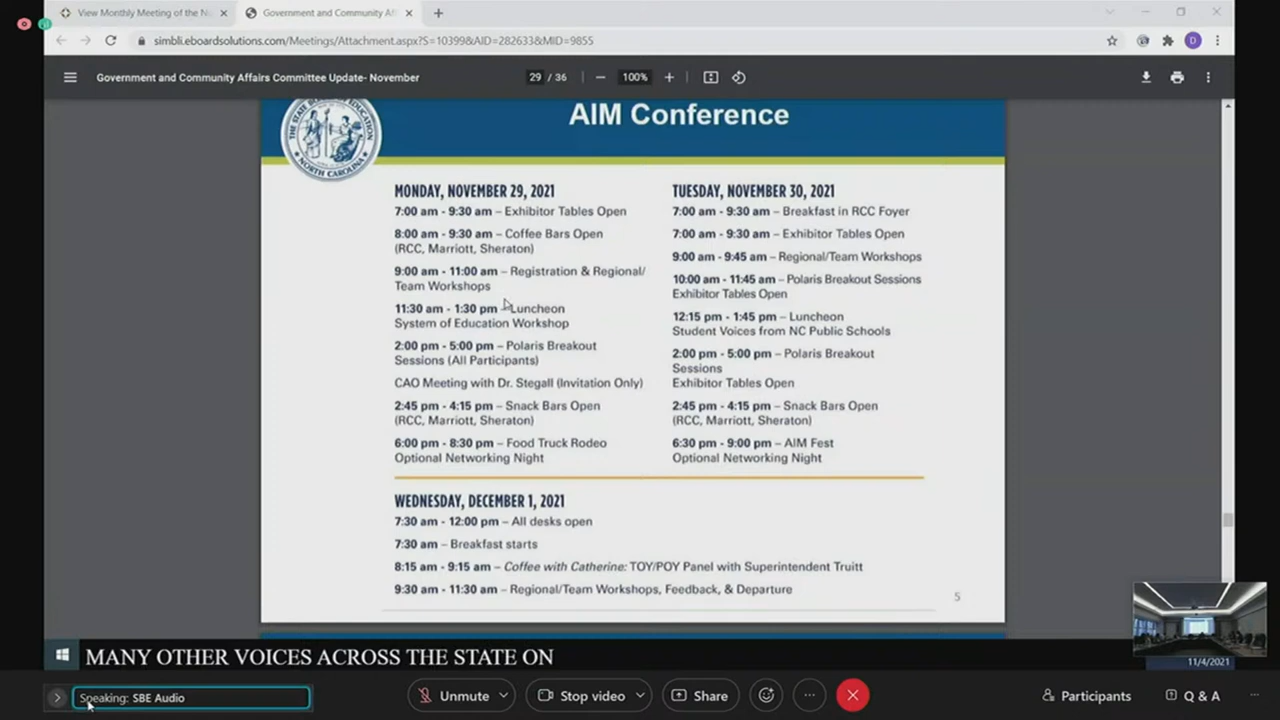 View Monthly Meeting of the N
Government and Community Af
simbli.eboardsolutions.com/Meetings/Attachment.aspx?S=10399&AID=282633&MID=9855
D
Government and Community Affairs Committee Update- November
29 / 36
100%
THE STATE BOARD OF EDUCATION
NORTH CAROLINA
AIM Conference
MONDAY, NOVEMBER 29, 2021
7:00 am - 9:30 am – Exhibitor Tables Open
8:00 am - 9:30 am – Coffee Bars Open
(RCC, Marriott, Sheraton)
9:00 am - 11:00 am – Registration & Regional/
Team Workshops
11:30 am - 1:30 pm – Luncheon
System of Education Workshop
2:00 pm - 5:00 pm – Polaris Breakout
Sessions (All Participants)
CAO Meeting with Dr. Stegall (Invitation Only)
2:45 pm - 4:15 pm – Snack Bars Open
(RCC, Marriott, Sheraton)
6:00 pm - 8:30 pm – Food Truck Rodeo
Optional Networking Night
TUESDAY, NOVEMBER 30, 2021
7:00 am - 9:30 am – Breakfast in RCC Foyer
7:00 am - 9:30 am – Exhibitor Tables Open
9:00 am - 9:45 am – Regional/Team Workshops
10:00 am - 11:45 am – Polaris Breakout Sessions
Exhibitor Tables Open
12:15 pm - 1:45 pm – Luncheon
Student Voices from NC Public Schools
2:00 pm - 5:00 pm – Polaris Breakout
Sessions
Exhibitor Tables Open
2:45 pm - 4:15 pm – Snack Bars Open
(RCC, Marriott, Sheraton)
6:30 pm - 9:00 pm – AIM Fest
Optional Networking Night
WEDNESDAY, DECEMBER 1, 2021
7:30 am - 12:00 pm – All desks open
7:30 am – Breakfast starts
8:15 am - 9:15 am – Coffee with Catherine: TOY/POY Panel with Superintendent Truitt
9:30 am - 11:30 am – Regional/Team Workshops, Feedback, & Departure
5
MANY OTHER VOICES ACROSS THE STATE ON
11/4/2021
Speaking: SBE Audio
Unmute
Stop video
Share
Participants
Q & A